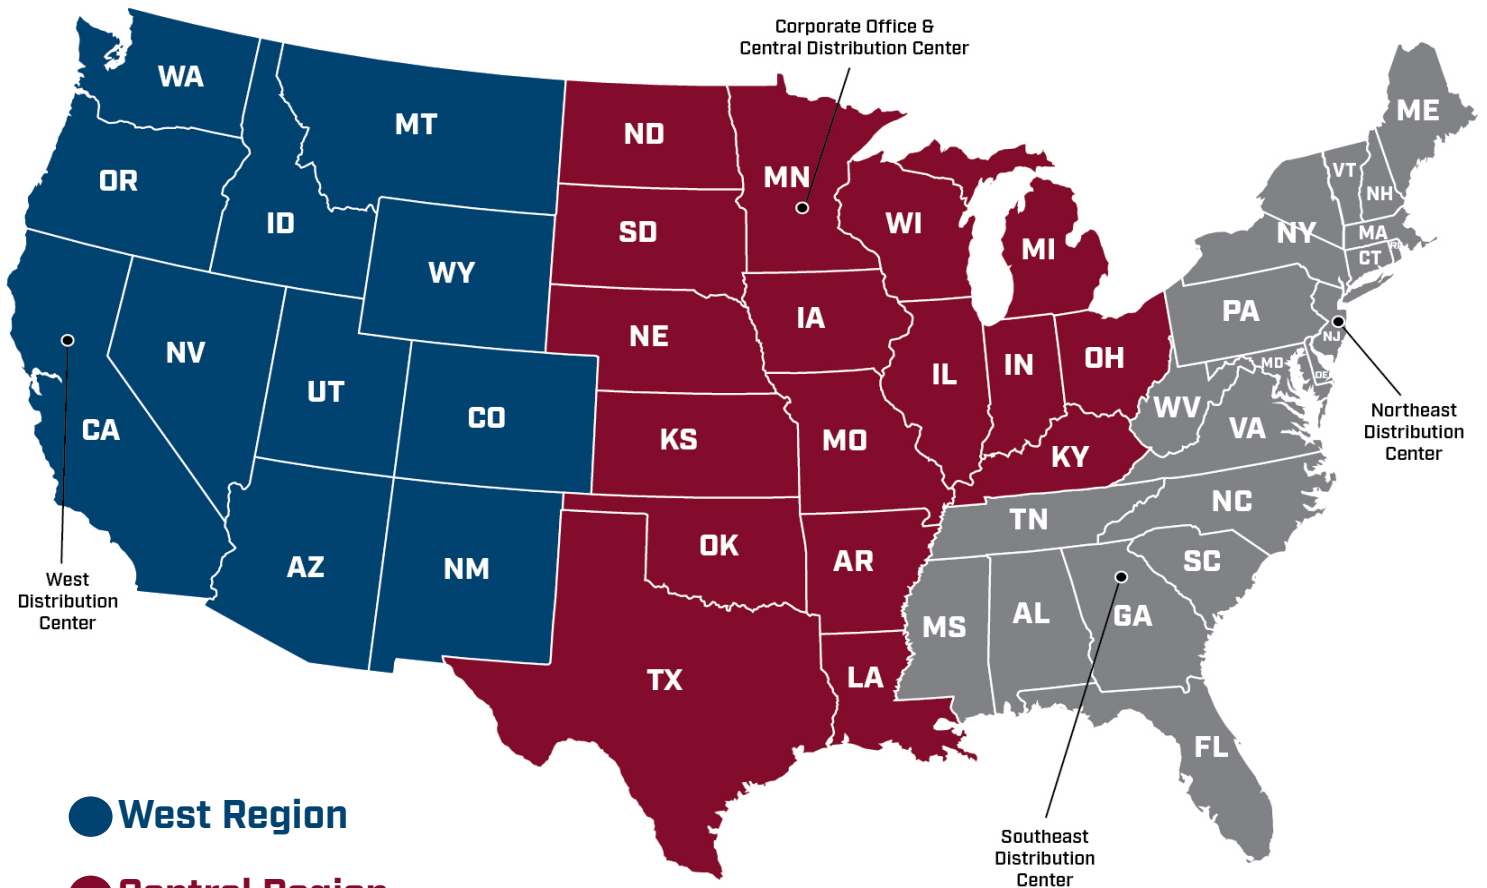 Corporate Office &
Central Distribution Center
WA
MT
ND
MN
ME
VT
NH
OR
ID
SD
WI
MI
NY
MA
RI
CT
WY
IA
PA
NV
NE
IL
IN
OH
NJ
MD
DE
UT
CO
KS
MO
KY
WV
VA
Northeast
Distribution
Center
CA
AZ
NM
OK
AR
TN
NC
SC
West
Distribution
Center
TX
LA
MS
AL
GA
FL
West Region
Southeast
Distribution
Center
Central Region